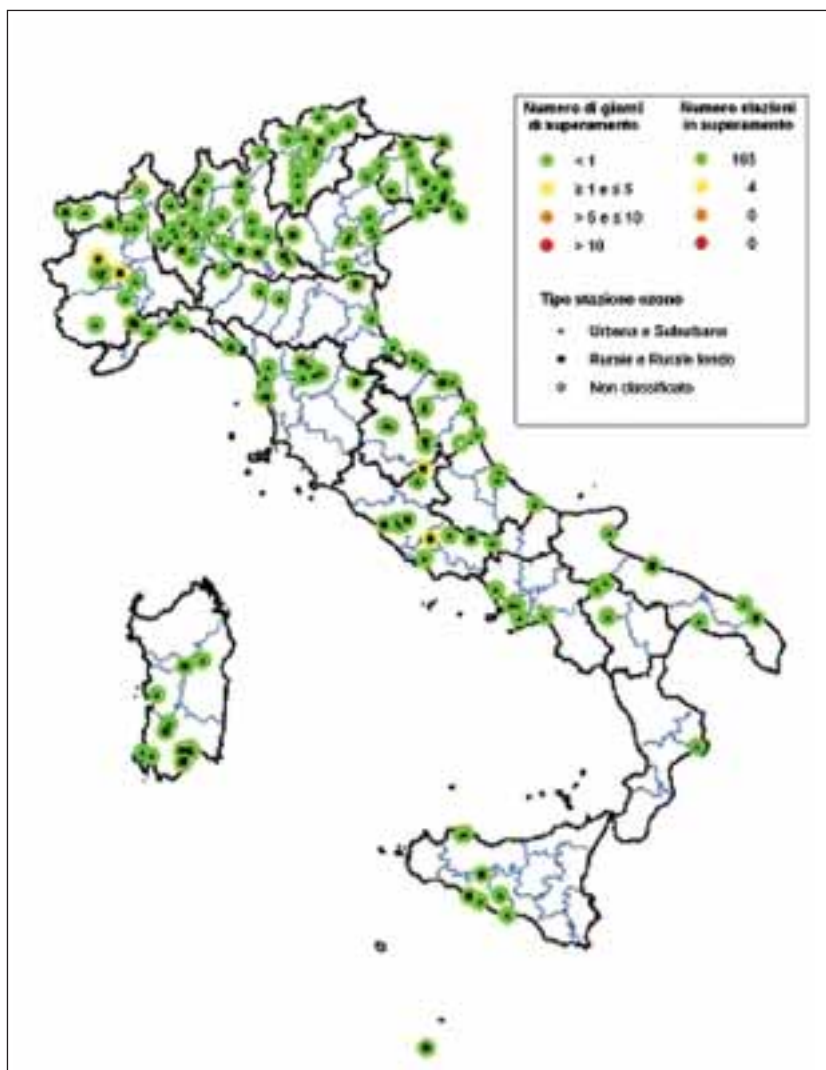 Numero di giorni di superamento
Numero stazioni in superamento
< 1
≥ 1 e ≤ 5
4
> 5 e ≤ 10
0
> 10
0
Tipo stazione ozono
Urbana e Suburbana
Rurale e Rurale fondo
Non classificato